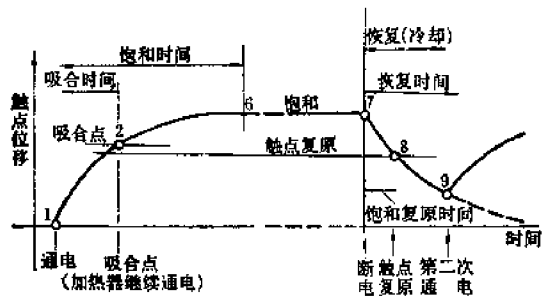 恢复(冷却)
饱和时间
吸合时间
恢复时间
6
饱和
7
触点位移
吸合点
2
触点复原
8
9
1
饱和复原时间
时间
通电
吸合点
(加热器继续通电)
断电
触点复原
第二次通电